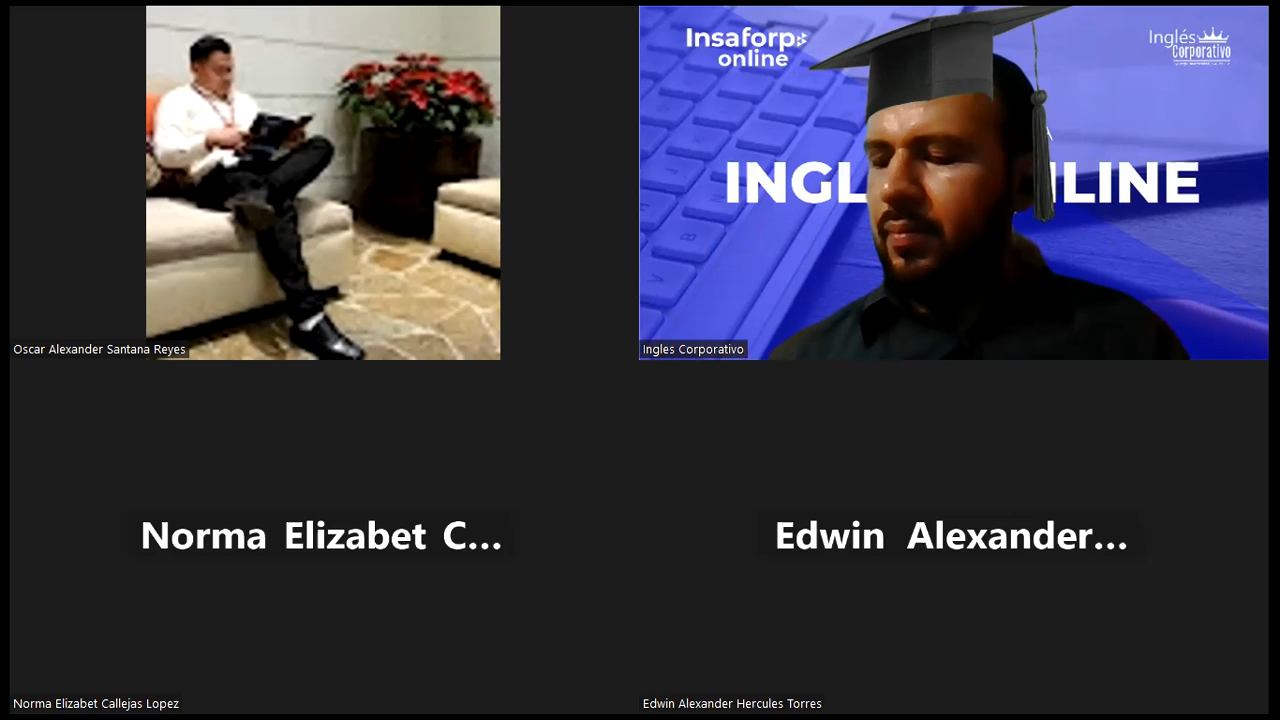 Insaforp
online
Inglés
Corporativo
INGL
LINE
Oscar Alexander Santana Reyes
Ingles Corporativo
Norma Elizabet C...
Edwin Alexander...
Norma Elizabet Callejas Lopez
Edwin Alexander Hercules Torres